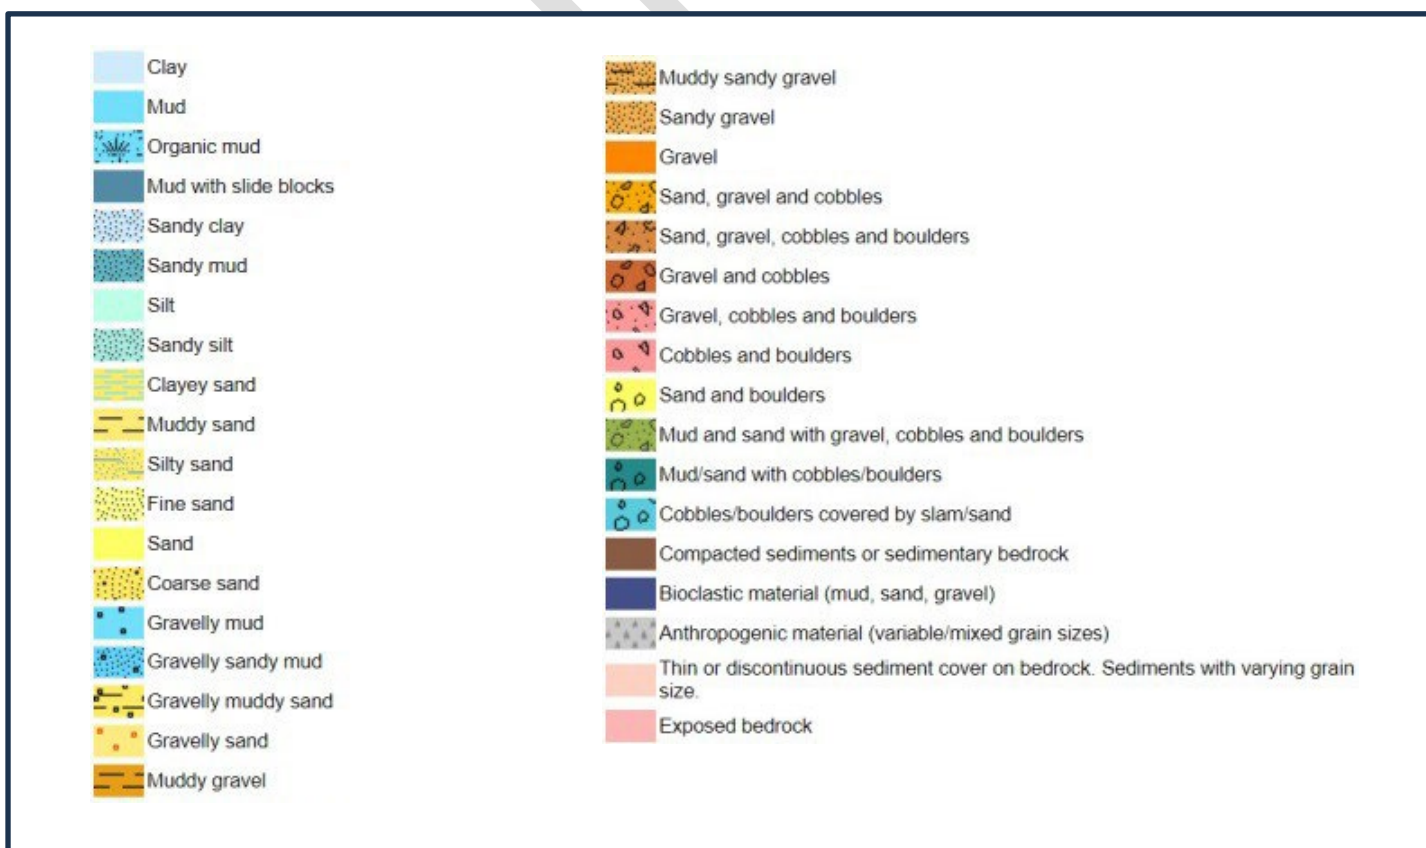 Clay
Mud
Organic mud
Mud with slide blocks
Sandy clay
Sandy mud
Silt
Sandy silt
Clayey sand
Muddy sand
Silty sand
Fine sand
Sand
Coarse sand
Gravelly mud
Gravelly sandy mud
Gravelly muddy sand
Gravelly sand
Muddy gravel
Muddy sandy gravel
Sandy gravel
Gravel
Sand, gravel and cobbles
Sand, gravel, cobbles and boulders
Gravel and cobbles
Gravel, cobbles and boulders
Cobbles and boulders
Sand and boulders
Mud and sand with gravel, cobbles and boulders
Mud/sand with cobbles/boulders
Cobbles/boulders covered by slam/sand
Compacted sediments or sedimentary bedrock
Bioclastic material (mud, sand, gravel)
Anthropogenic material (variable/mixed grain sizes)
Thin or discontinuous sediment cover on bedrock. Sediments with varying grain
size.
Exposed bedrock